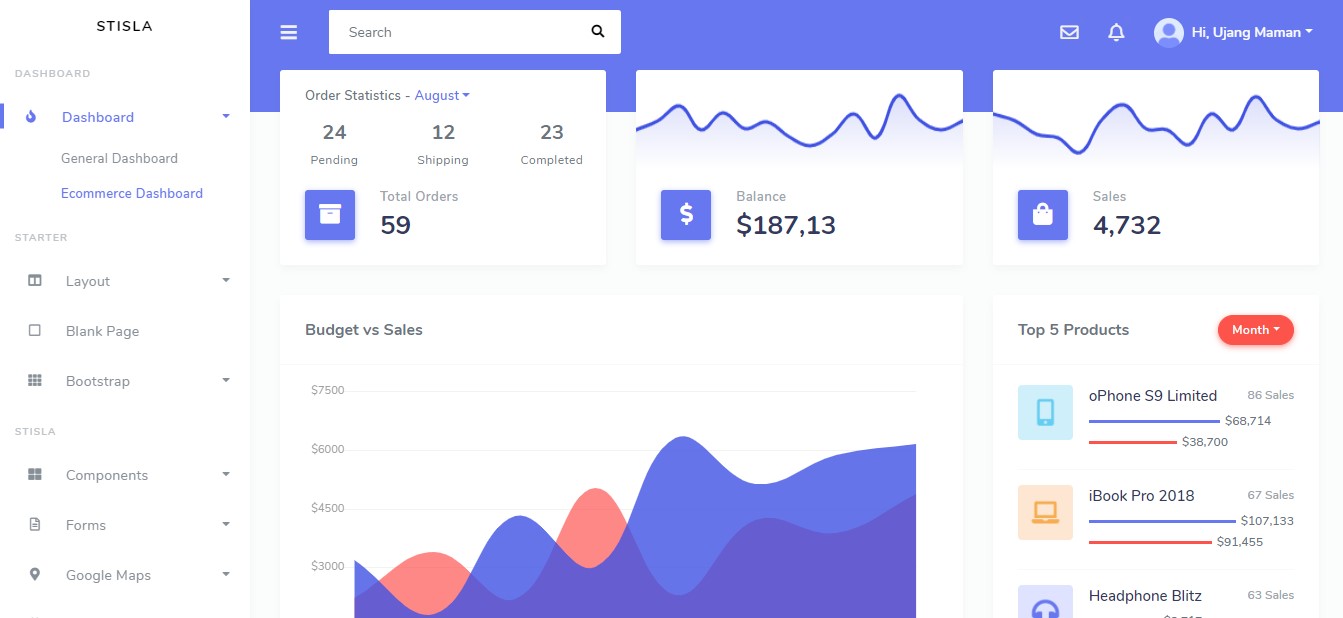 STISLA
DASHBOARD
Dashboard
General Dashboard
Ecommerce Dashboard
STARTER
Layout
Blank Page
Bootstrap
STISLA
Components
Forms
Google Maps
Search
Hi, Ujang Maman
Order Statistics - August
24 12 23
Pending Shipping Completed
Total Orders
59
Balance
$187,13
Sales
4,732
Budget vs Sales
$7500
$6000
$4500
$3000
Top 5 Products
Month
oPhone S9 Limited 86 Sales
$68,714
$38,700
iBook Pro 2018 67 Sales
$107,133
$91,455
Headphone Blitz 63 Sales